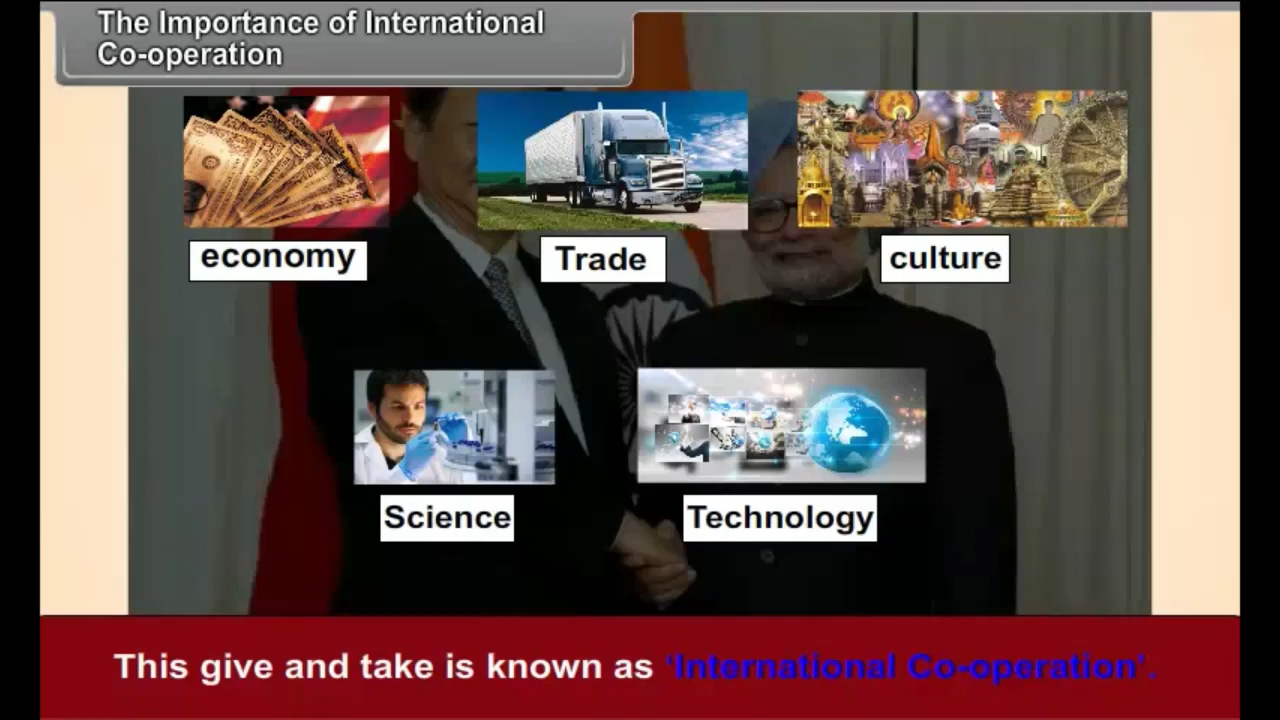 The Importance of International
Co-operation
economy
Trade
culture
Science
Technology
This give and take is known as ‘International Co-operation’.